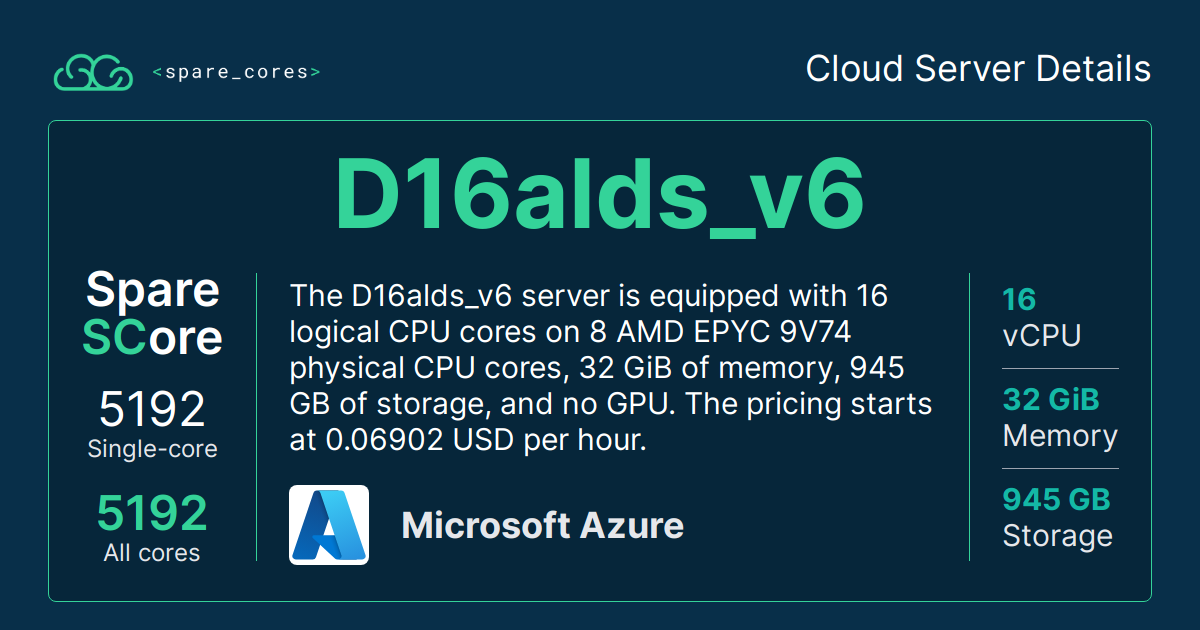 <spare_cores>
Cloud Server Details
D16alds_v6
Spare
SCore
5192
Single-core
5192
All cores
The D16alds_v6 server is equipped with 16
logical CPU cores on 8 AMD EPYC 9V74
physical CPU cores, 32 GiB of memory, 945
GB of storage, and no GPU. The pricing starts
at 0.06902 USD per hour.
Microsoft Azure
16
vCPU
32 GiB
Memory
945 GB
Storage